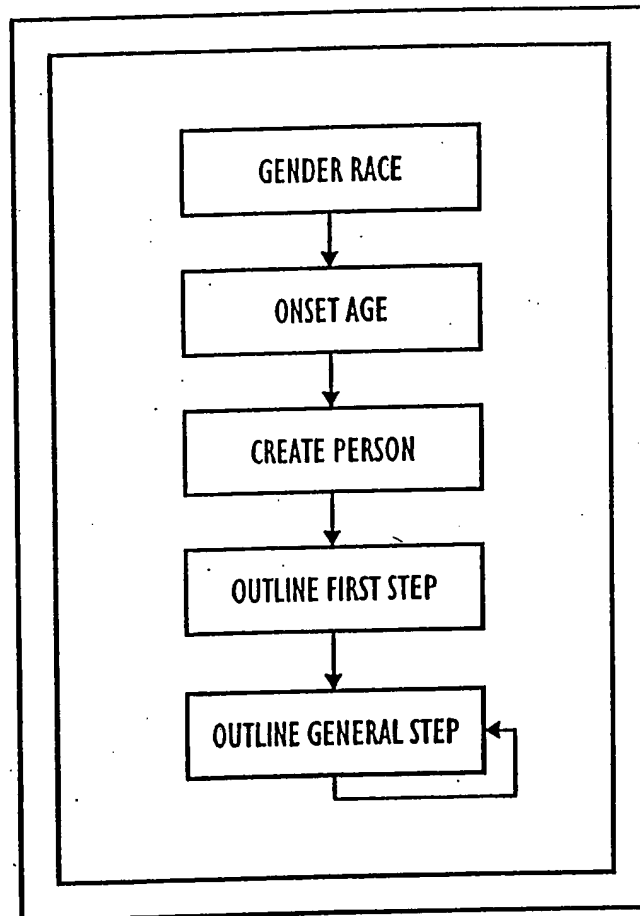 GENDER RACE
ONSET AGE
CREATE PERSON
OUTLINE FIRST STEP
OUTLINE GENERAL STEP